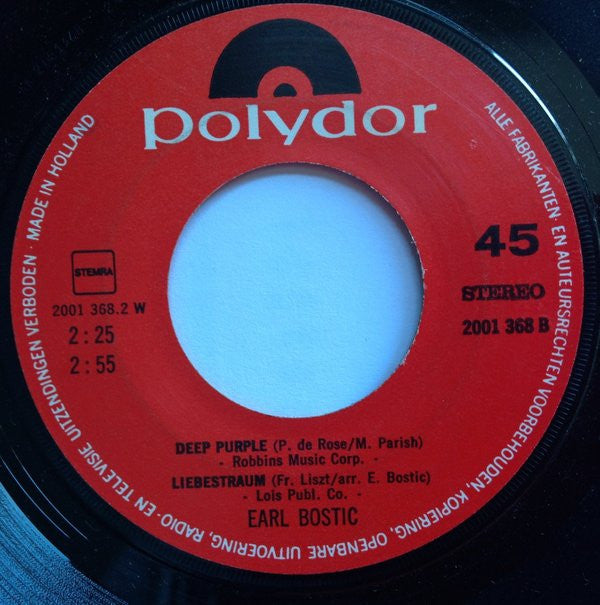 polydor
MADE IN HOLLAND
ALLE FABRIKANTEN- EN AUTEURSRECHTEN VOORBEHOUDEN, KOPIERING, OPENBARE UITVOERING, RADIO- EN TELEVISIE UITZENDINGEN VERBODEN ·
45
STEMRA
STEREO
2001 368.2 W
2001 368 B
2 : 25
2 : 55
DEEP PURPLE (P. de Rose/M. Parish)
- Robbins Music Corp. -
LIEBESTRAUM (Fr. Liszt/arr. E. Bostic)
- Lois Publ. Co. -
EARL BOSTIC